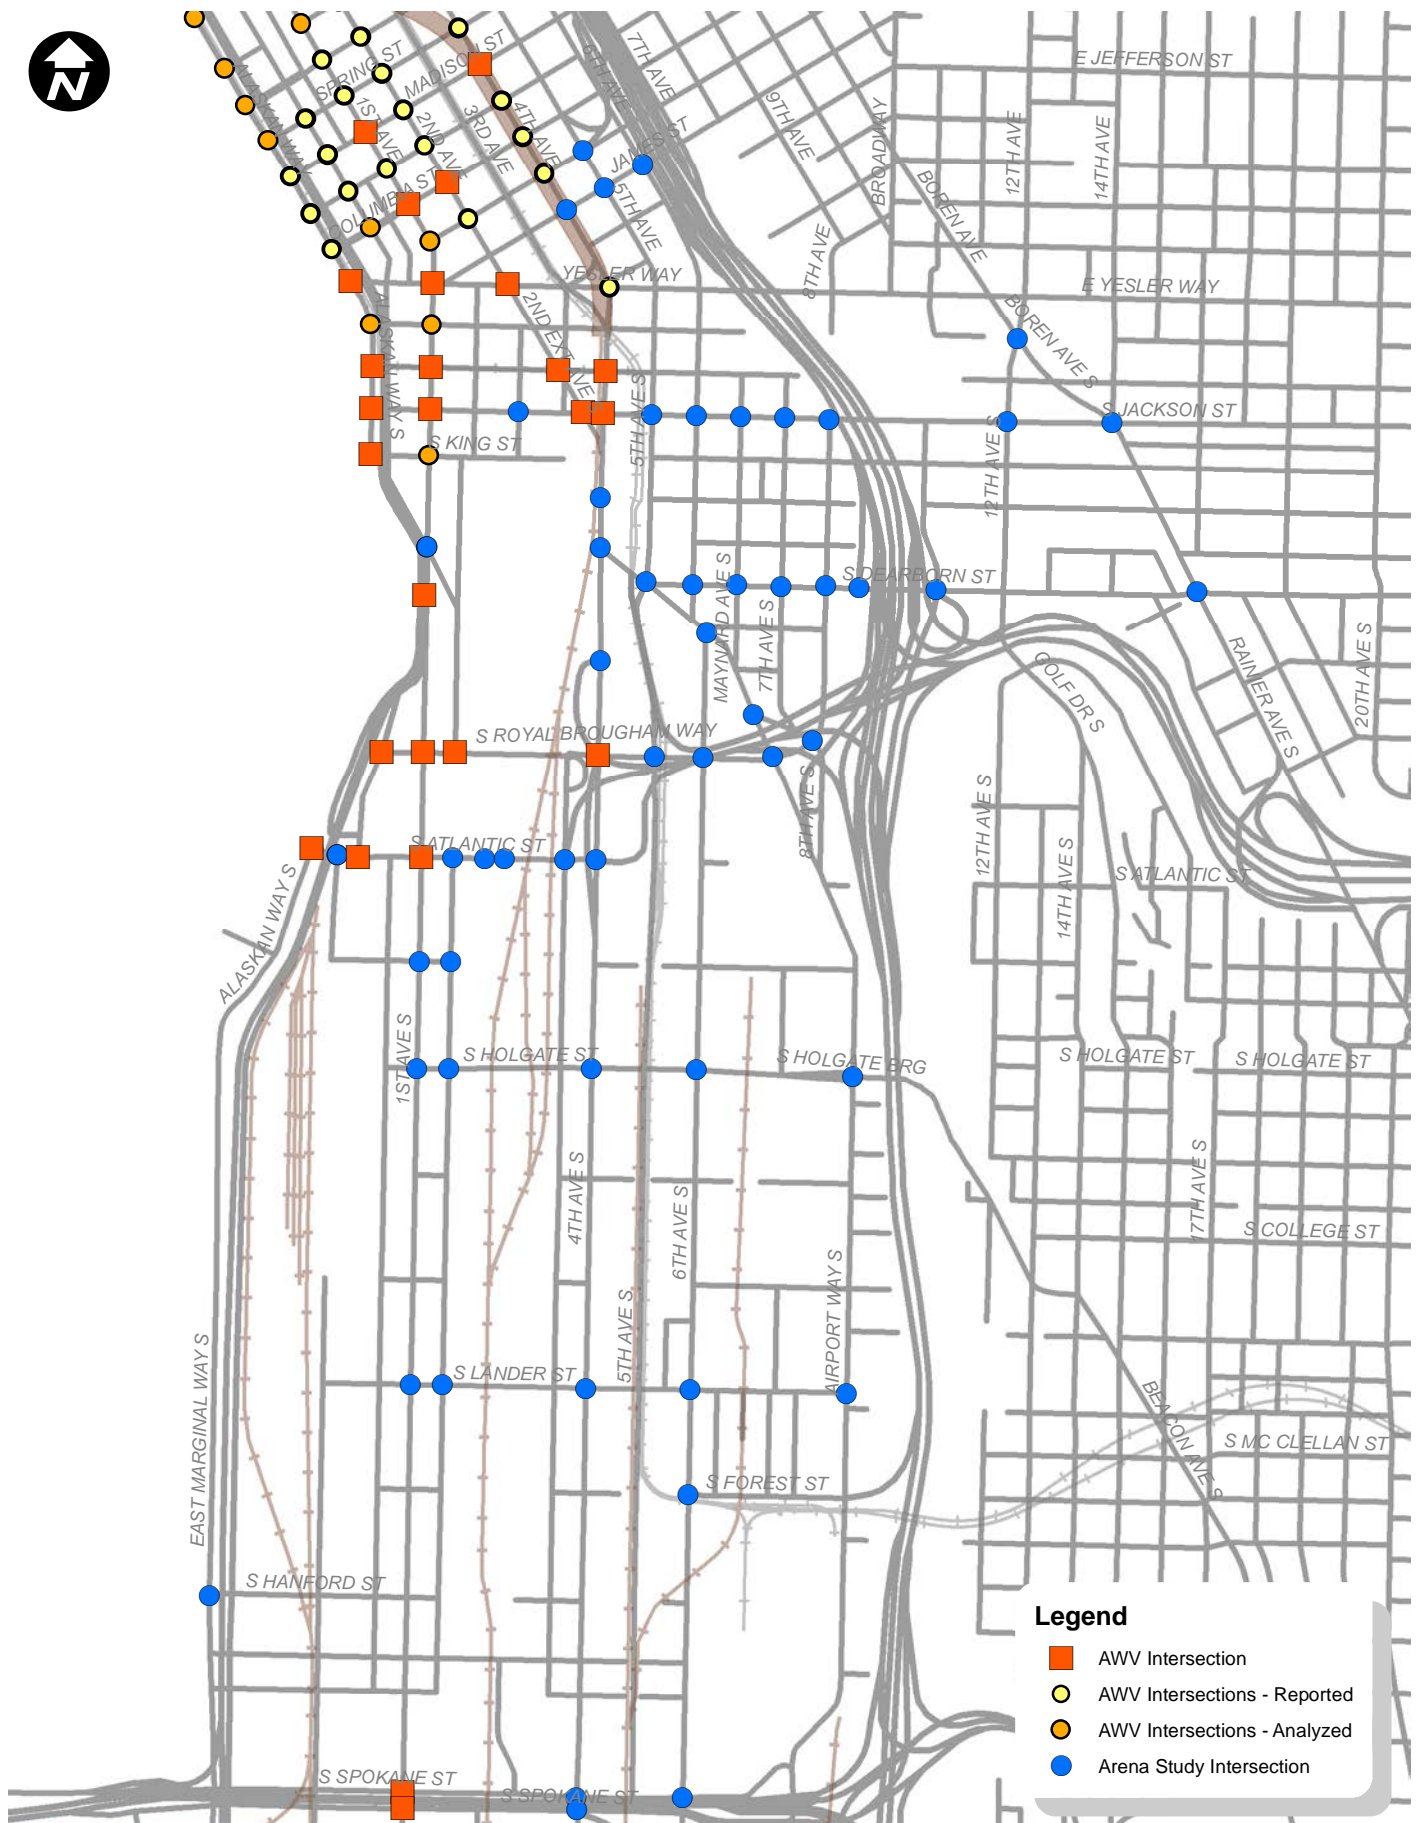 N
SPRING ST
MADISON ST
6TH AVE
7TH AVE
E JEFFERSON ST
ALASKAN WAY
1ST AVE
2ND AVE
3RD AVE
4TH AVE
JAMES ST
9TH AVE
BROADWAY
12TH AVE
14TH AVE
COLUMBIA ST
5TH AVE
BOREN AVE
8TH AVE
YESLER WAY
E YESLER WAY
ALASKAN WAY S
2ND EXT AVE S
BOREN AVE S
5TH AVE S
S JACKSON ST
S KING ST
12TH AVE S
S DEARBORN ST
MAYNARD AVE S
7TH AVE S
GOLF DR S
RAINIER AVE S
20TH AVE S
S ROYAL BROUGHAM WAY
8TH AVE S
12TH AVE S
S ATLANTIC ST
14TH AVE S
S ATLANTIC ST
ALASKAN WAY S
1ST AVE S
S HOLGATE ST
S HOLGATE BRG
S HOLGATE ST
S HOLGATE ST
4TH AVE S
6TH AVE S
17TH AVE S
S COLLEGE ST
AIRPORT WAY S
5TH AVE S
EAST MARGINAL WAY S
S LANDER ST
BEACON AVE S
S MC CLELLAN ST
S FOREST ST
S HANFORD ST
S SPOKANE ST
S SPOKANE ST
Legend
AWV Intersection
AWV Intersections - Reported
AWV Intersections - Analyzed
Arena Study Intersection